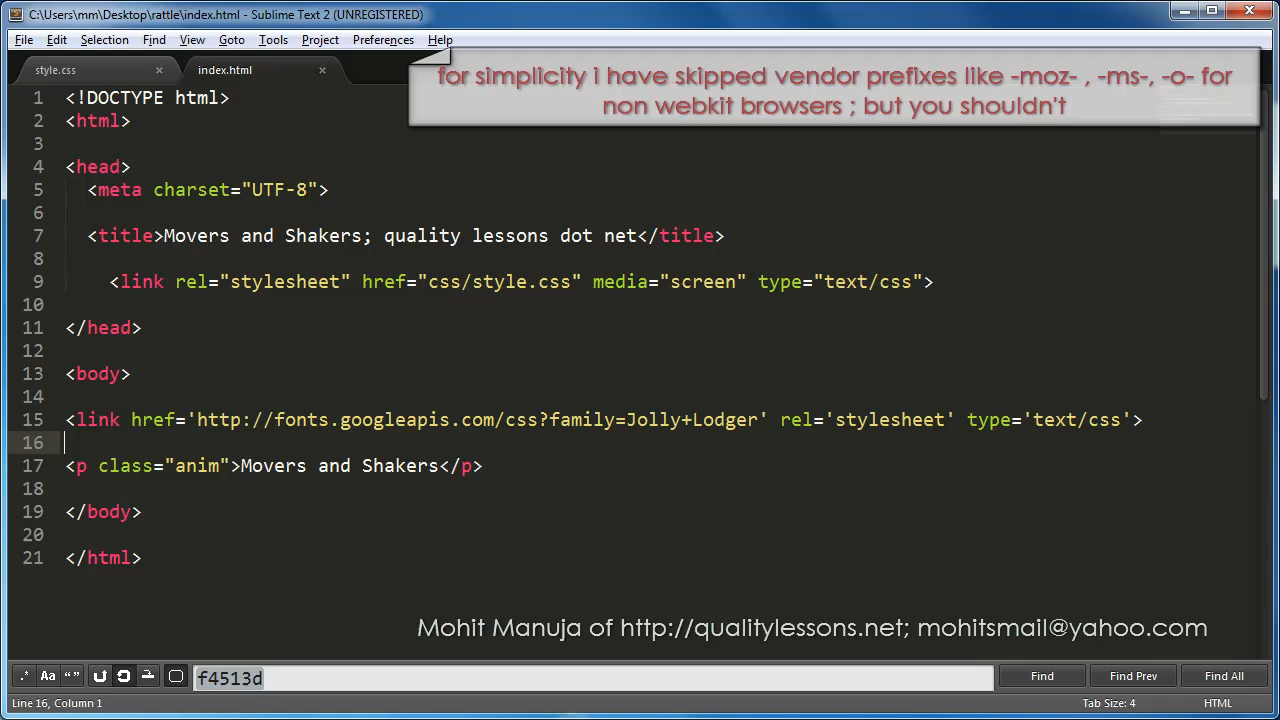 C:\Users\mm\Desktop\rattle\index.html - Sublime Text 2 (UNREGISTERED)
File Edit Selection Find View Goto Tools Project Preferences Help
style.css × index.html ×
for simplicity i have skipped vendor prefixes like -moz- , -ms-, -o- for
non webkit browsers ; but you shouldn't
1 <!DOCTYPE html>
2 <html>
3
4 <head>
5 <meta charset="UTF-8">
6
7 <title>Movers and Shakers; quality lessons dot net</title>
8
9 <link rel="stylesheet" href="css/style.css" media="screen" type="text/css">
10
11 </head>
12
13 <body>
14
15 <link href='http://fonts.googleapis.com/css?family=Jolly+Lodger' rel='stylesheet' type='text/css'>
16
17 <p class="anim">Movers and Shakers</p>
18
19 </body>
20
21 </html>
Mohit Manuja of http://qualitylessons.net; mohitsmail@yahoo.com
.* Aa “” f4513d Find Find Prev Find All
Line 16, Column 1 Tab Size: 4 HTML